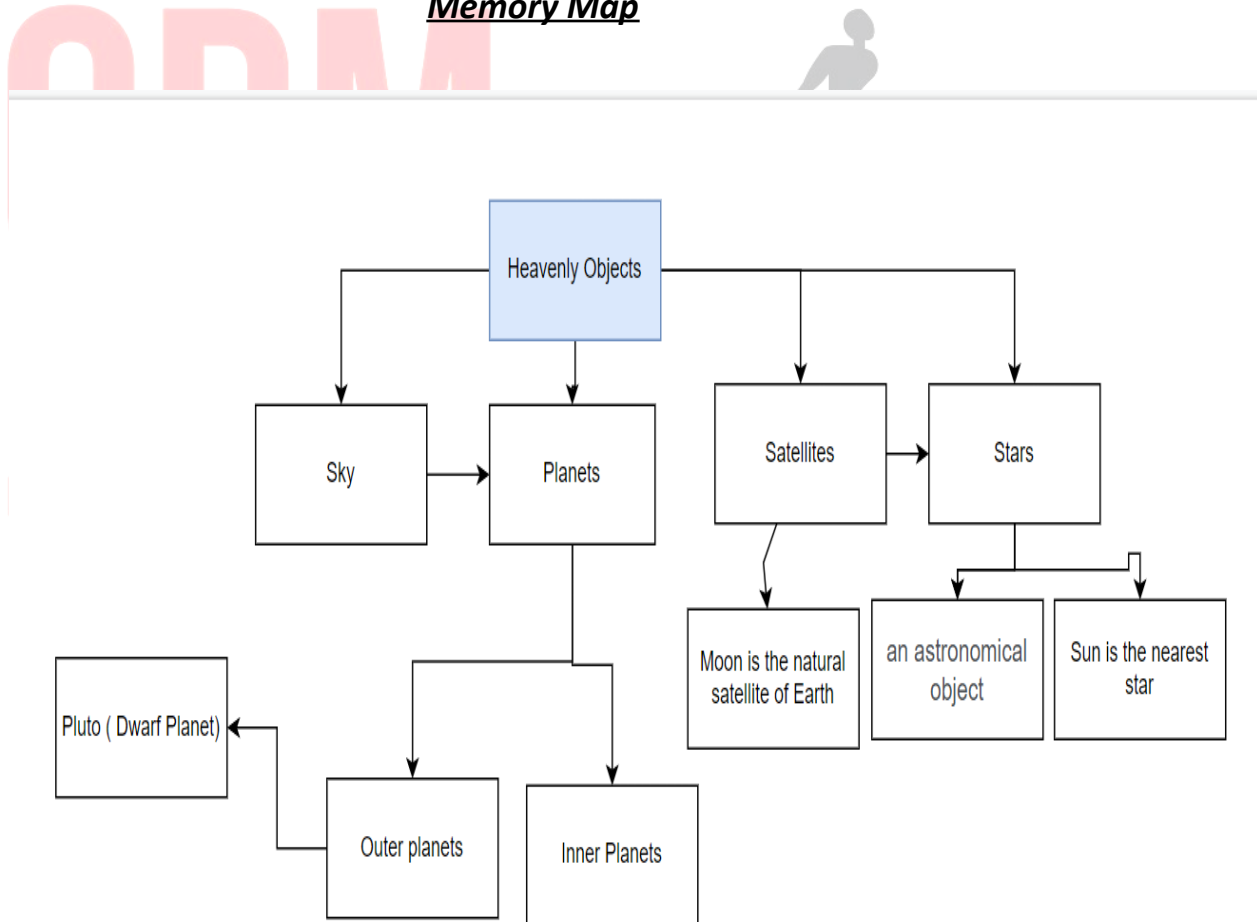 Memory Map
Heavenly Objects
Sky
Planets
Satellites
Stars
Moon is the natural
satellite of Earth
an astronomical
object
Sun is the nearest
star
Pluto ( Dwarf Planet)
Outer planets
Inner Planets